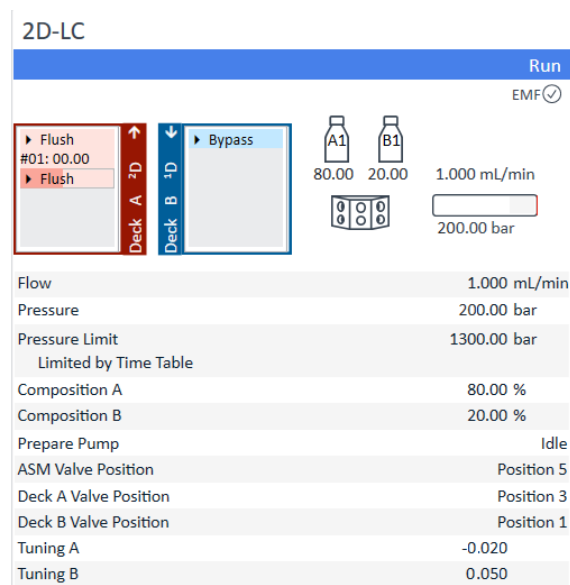 2D-LC
Run
EMF
Flush
#01: 00.00
Flush
Deck A ²D
Deck B ¹D
Bypass
A1 B1
80.00 20.00 1.000 mL/min
200.00 bar
Flow 1.000 mL/min
Pressure 200.00 bar
Pressure Limit 1300.00 bar
Limited by Time Table
Composition A 80.00 %
Composition B 20.00 %
Prepare Pump Idle
ASM Valve Position Position 5
Deck A Valve Position Position 3
Deck B Valve Position Position 1
Tuning A -0.020
Tuning B 0.050